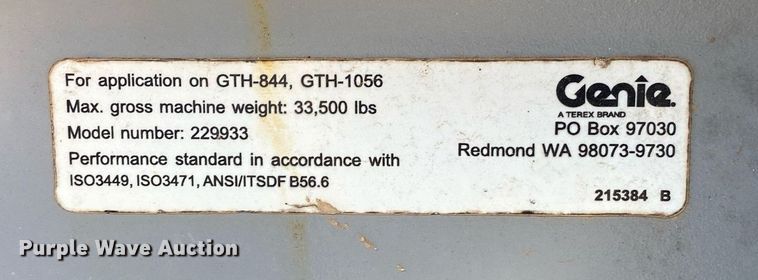 For application on GTH-844, GTH-1056
Max. gross machine weight: 33,500 lbs
Model number: 229933
Performance standard in accordance with
ISO3449, ISO3471, ANSI/ITSDF B56.6
Genie
A TEREX BRAND
PO Box 97030
Redmond WA 98073-9730
215384 B
Purple Wave Auction